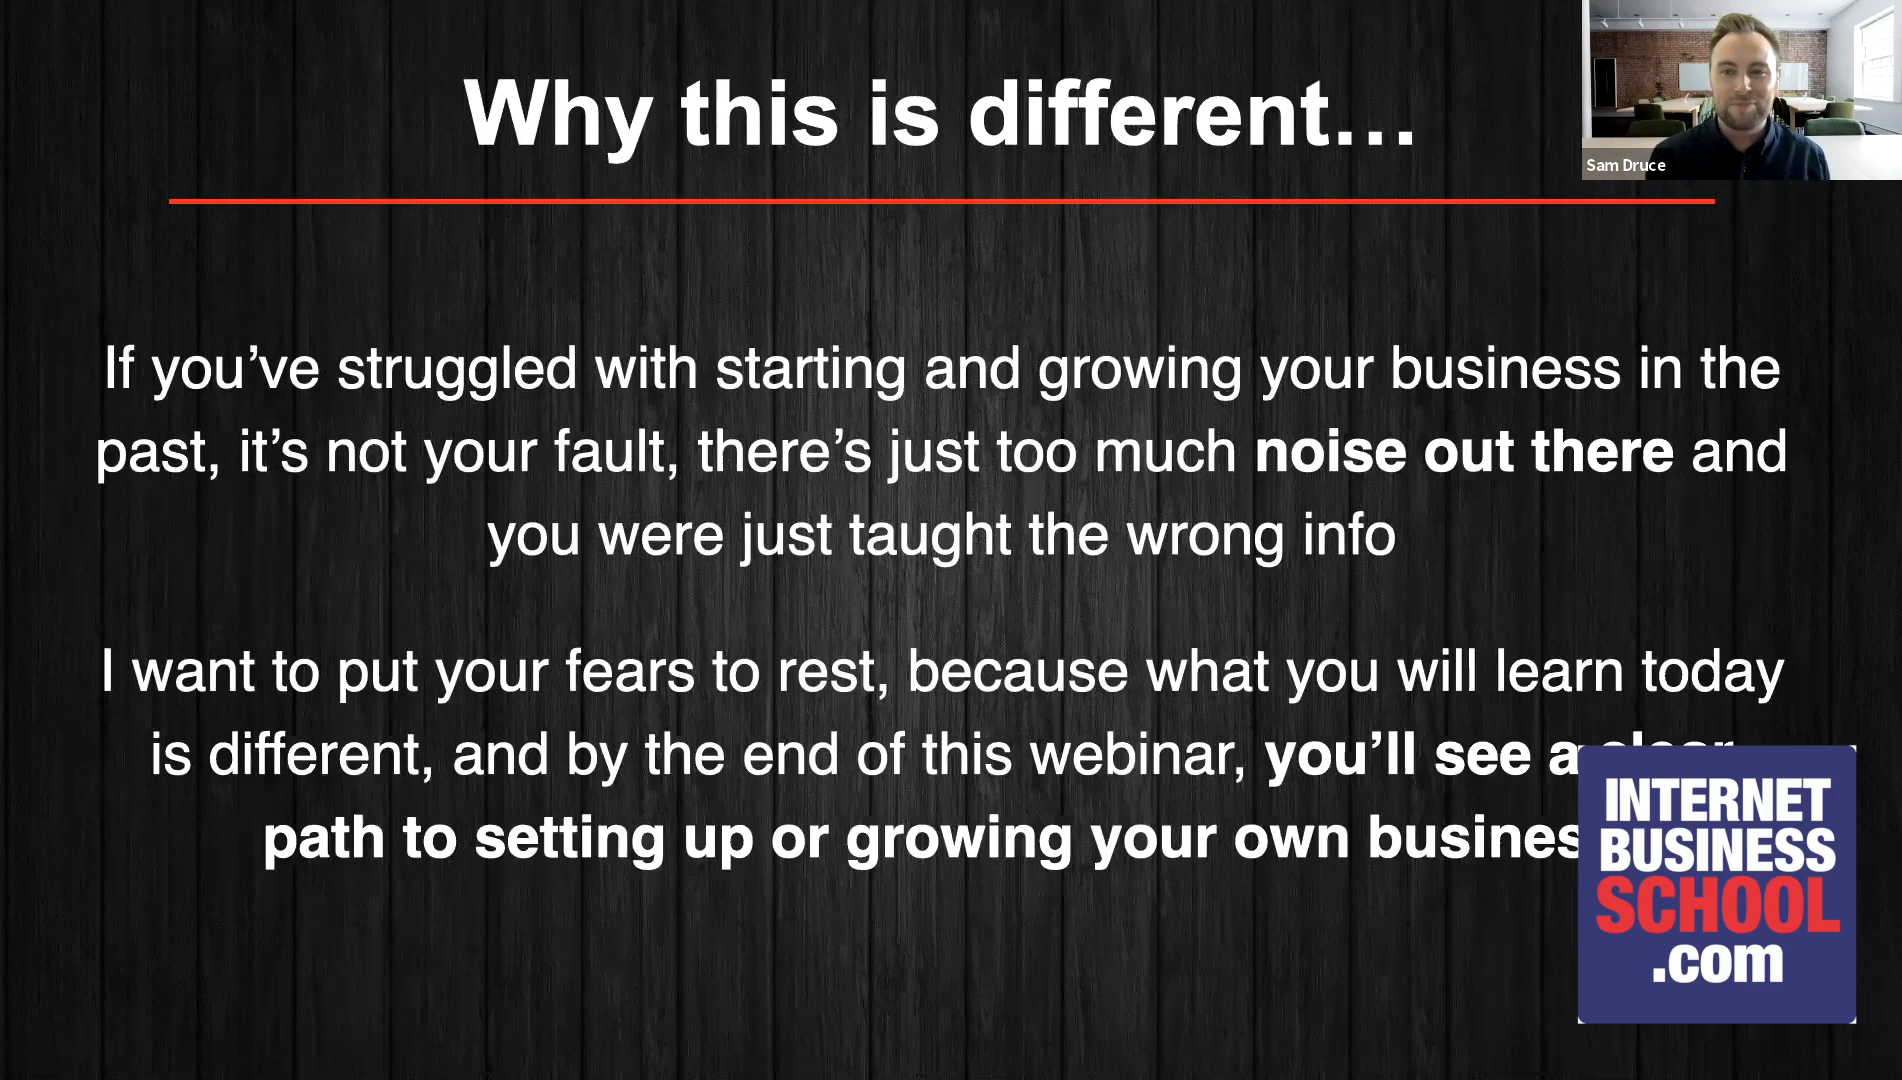 Why this is different…
Sam Druce
If you’ve struggled with starting and growing your business in the
past, it’s not your fault, there’s just too much noise out there and
you were just taught the wrong info
I want to put your fears to rest, because what you will learn today
is different, and by the end of this webinar, you’ll see a clear
path to setting up or growing your own busines
INTERNET
BUSINESS
SCHOOL
.com